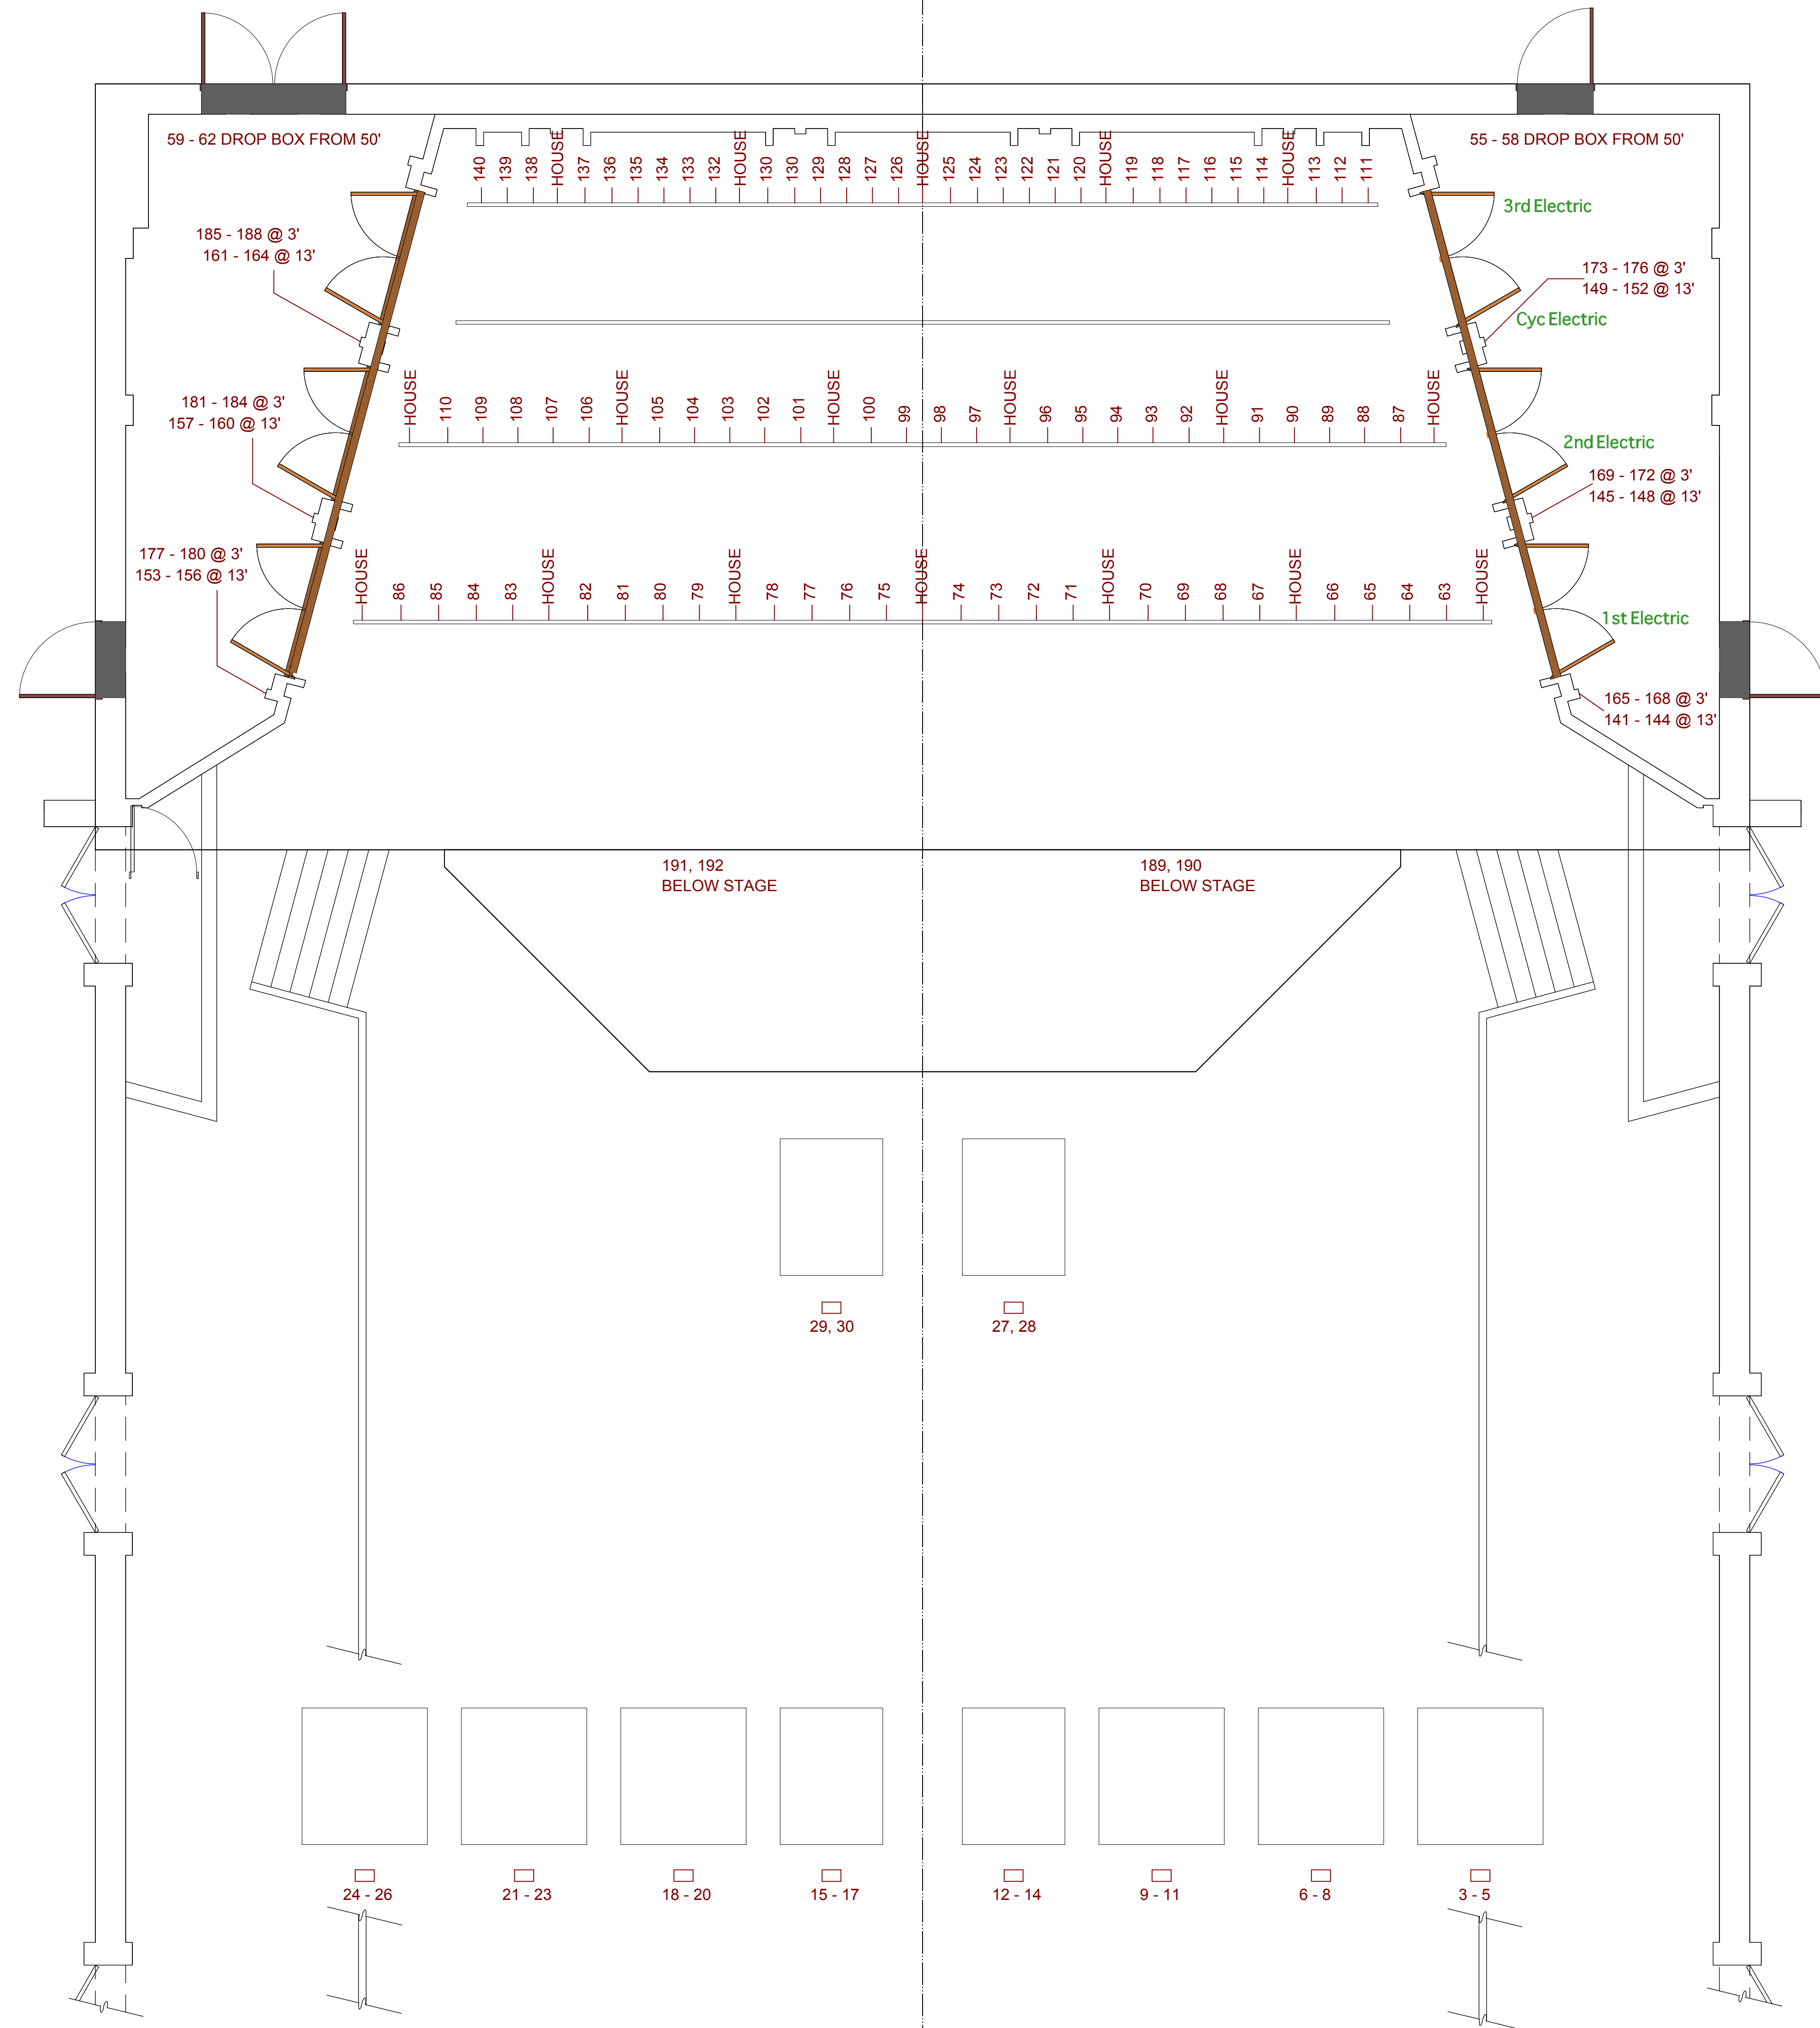 59 - 62 DROP BOX FROM 50'
55 - 58 DROP BOX FROM 50'
140 139 138 HOUSE 137 136 135 134 133 132 HOUSE 130 130 129 128 127 126 HOUSE 125 124 123 122 121 120 HOUSE 119 118 117 116 115 114 HOUSE 113 112 111
3rd Electric
185 - 188 @ 3'
161 - 164 @ 13'
173 - 176 @ 3'
149 - 152 @ 13'
Cyc Electric
181 - 184 @ 3'
157 - 160 @ 13'
HOUSE 110 109 108 107 106 HOUSE 105 104 103 102 101 HOUSE 100 99 98 97 HOUSE 96 95 94 93 92 HOUSE 91 90 89 88 87 HOUSE
2nd Electric
169 - 172 @ 3'
145 - 148 @ 13'
177 - 180 @ 3'
153 - 156 @ 13'
HOUSE 86 85 84 83 HOUSE 82 81 80 79 HOUSE 78 77 76 75 HOUSE 74 73 72 71 HOUSE 70 69 68 67 HOUSE 66 65 64 63 HOUSE
1st Electric
165 - 168 @ 3'
141 - 144 @ 13'
191, 192
BELOW STAGE
189, 190
BELOW STAGE
29, 30
27, 28
24 - 26
21 - 23
18 - 20
15 - 17
12 - 14
9 - 11
6 - 8
3 - 5